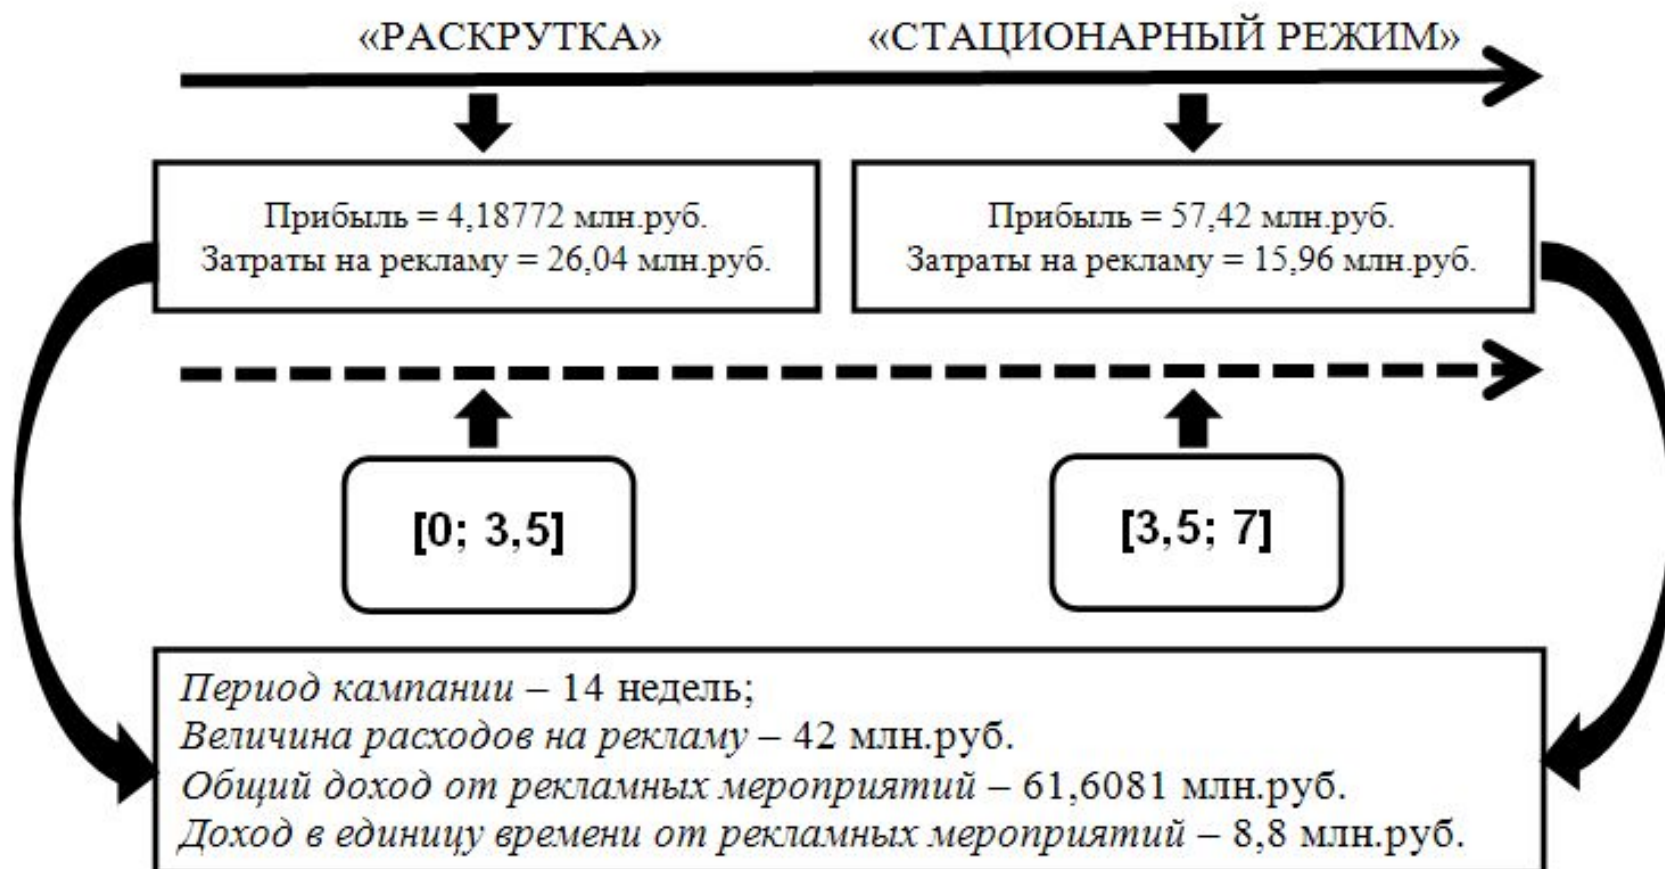 «РАСКРУТКА»
«СТАЦИОНАРНЫЙ РЕЖИМ»
Прибыль = 4,18772 млн.руб.
Затраты на рекламу = 26,04 млн.руб.
Прибыль = 57,42 млн.руб.
Затраты на рекламу = 15,96 млн.руб.
[0; 3,5]
[3,5; 7]
Период кампании – 14 недель;
Величина расходов на рекламу – 42 млн.руб.
Общий доход от рекламных мероприятий – 61,6081 млн.руб.
Доход в единицу времени от рекламных мероприятий – 8,8 млн.руб.